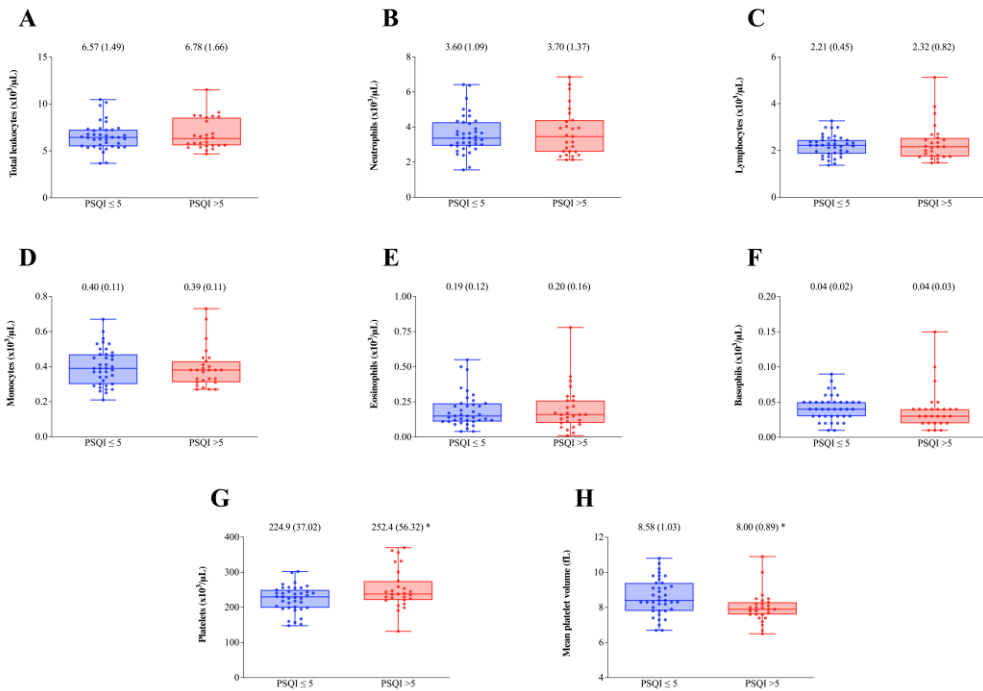 A
6.57 (1.49) 6.78 (1.66)
Total leukocytes (x10³/µL)
15
10
5
0
PSQI ≤ 5 PSQI >5
B
3.60 (1.09) 3.70 (1.37)
Neutrophils (x10³/µL)
8
6
4
2
0
PSQI ≤ 5 PSQI >5
C
2.21 (0.45) 2.32 (0.82)
Lymphocytes (x10³/µL)
6
4
2
0
PSQI ≤ 5 PSQI >5
D
0.40 (0.11) 0.39 (0.11)
Monocytes (x10³/µL)
0.8
0.6
0.4
0.2
0.0
PSQI ≤ 5 PSQI >5
E
0.19 (0.12) 0.20 (0.16)
Eosinophils (x10³/µL)
1.00
0.75
0.50
0.25
0.00
PSQI ≤ 5 PSQI >5
F
0.04 (0.02) 0.04 (0.03)
Basophils (x10³/µL)
0.20
0.15
0.10
0.05
0.00
PSQI ≤ 5 PSQI >5
G
224.9 (37.02) 252.4 (56.32) *
Platelets (x10³/µL)
400
300
200
100
0
PSQI ≤ 5 PSQI >5
H
8.58 (1.03) 8.00 (0.89) *
Mean platelet volume (fL)
12
10
8
6
4
PSQI ≤ 5 PSQI >5